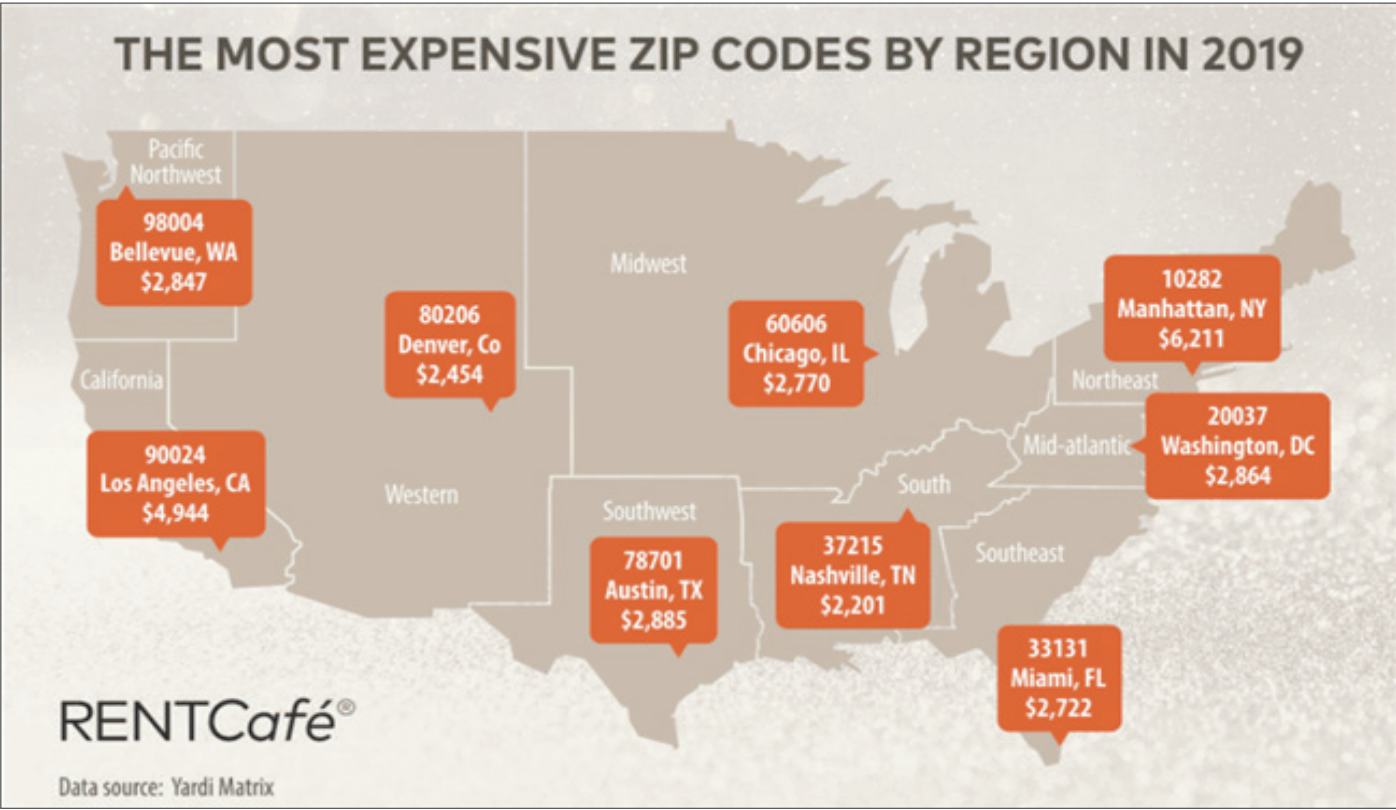 THE MOST EXPENSIVE ZIP CODES BY REGION IN 2019
Pacific
Northwest
98004
Bellevue, WA
$2,847
Midwest
80206
Denver, Co
$2,454
60606
Chicago, IL
$2,770
10282
Manhattan, NY
$6,211
California
Northeast
90024
Los Angeles, CA
$4,944
20037
Washington, DC
$2,864
Mid-atlantic
Western
South
Southwest
78701
Austin, TX
$2,885
37215
Nashville, TN
$2,201
Southeast
33131
Miami, FL
$2,722
RENTCafé®
Data source: Yardi Matrix